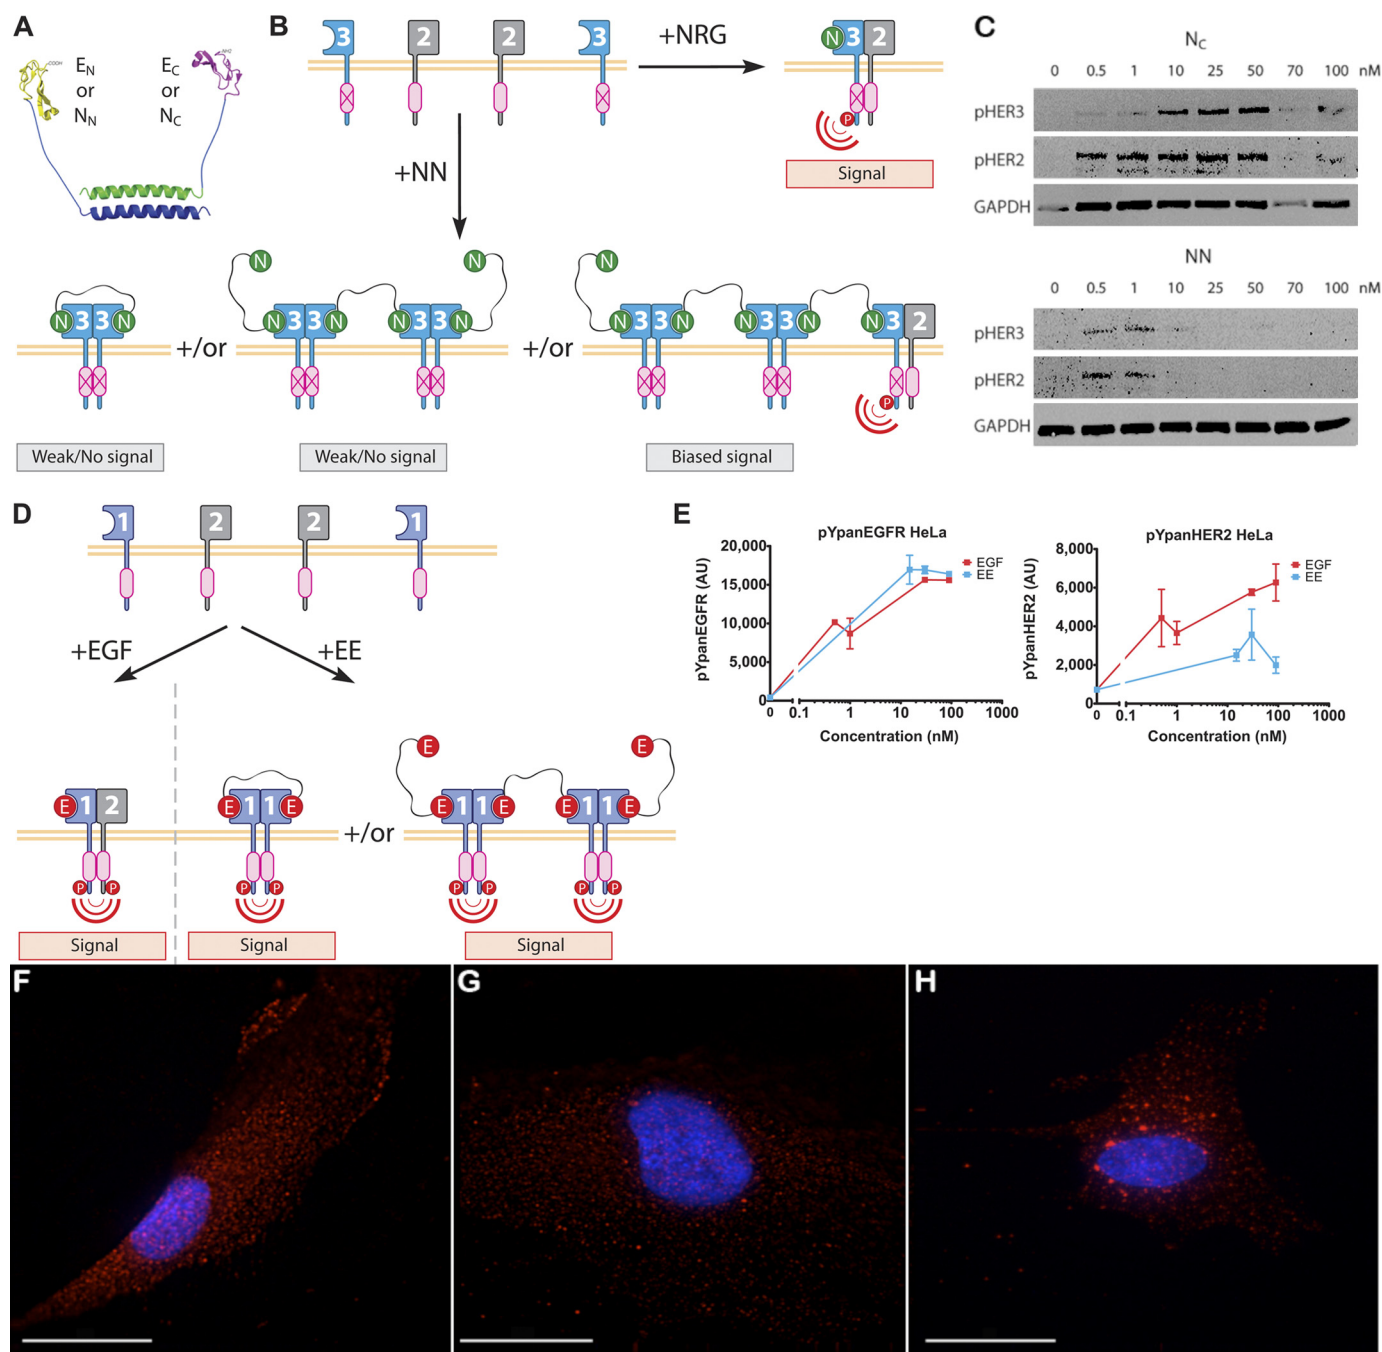 A
COOH
E_N
or
N_N
E_C
or
N_C
NH2
B
3
2
2
3
+NRG
N
3
2
P
Signal
+NN
N
3
3
N
+/or
N
N
N
3
3
N
3
3
N
+/or
N
N
3
3
N
3
3
N
N
3
2
P
Weak/No signal
Weak/No signal
Biased signal
C
N_C
0 0.5 1 10 25 50 70 100 nM
pHER3
pHER2
GAPDH
NN
0 0.5 1 10 25 50 70 100 nM
pHER3
pHER2
GAPDH
D
1
2
2
1
+EGF
+EE
E
1
2
P P
Signal
E
1
1
E
P P
Signal
+/or
E
E
E
1
1
E
1
1
E
P P
P P
Signal
E
pYpanEGFR HeLa
pYpanEGFR (AU)
20,000
15,000
10,000
5,000
0
0 0.1 1 10 100 1000
Concentration (nM)
EGF
EE
pYpanHER2 HeLa
pYpanHER2 (AU)
8,000
6,000
4,000
2,000
0
0 0.1 1 10 100 1000
Concentration (nM)
EGF
EE
F
G
H